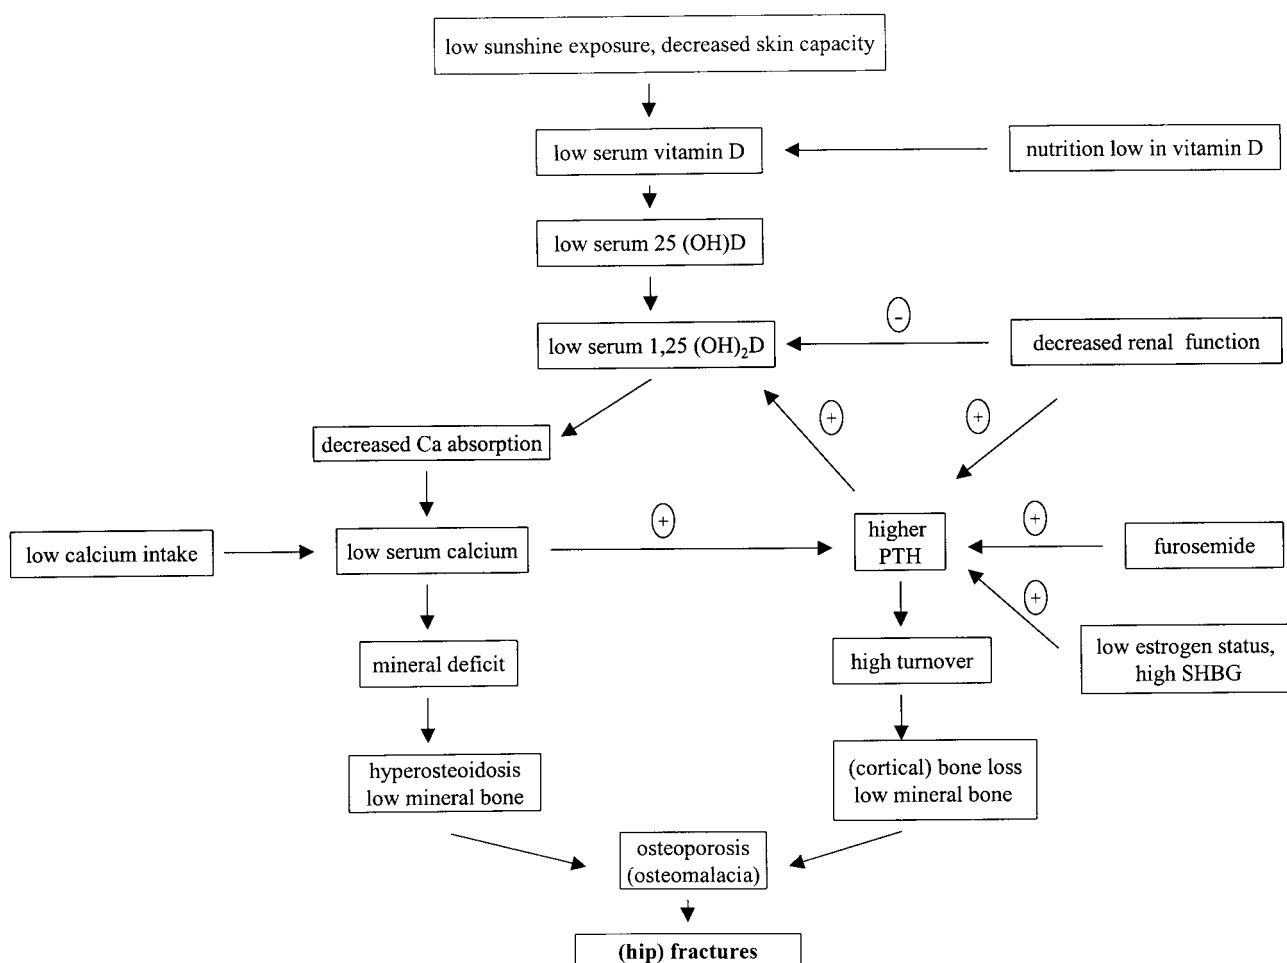 low sunshine exposure, decreased skin capacity
low serum vitamin D
nutrition low in vitamin D
low serum 25 (OH)D
-
low serum 1,25 (OH)₂D
decreased renal function
+
+
decreased Ca absorption
+
+
low calcium intake
low serum calcium
higher
PTH
furosemide
+
mineral deficit
high turnover
low estrogen status,
high SHBG
hyperosteoidosis
low mineral bone
(cortical) bone loss
low mineral bone
osteoporosis
(osteomalacia)
(hip) fractures